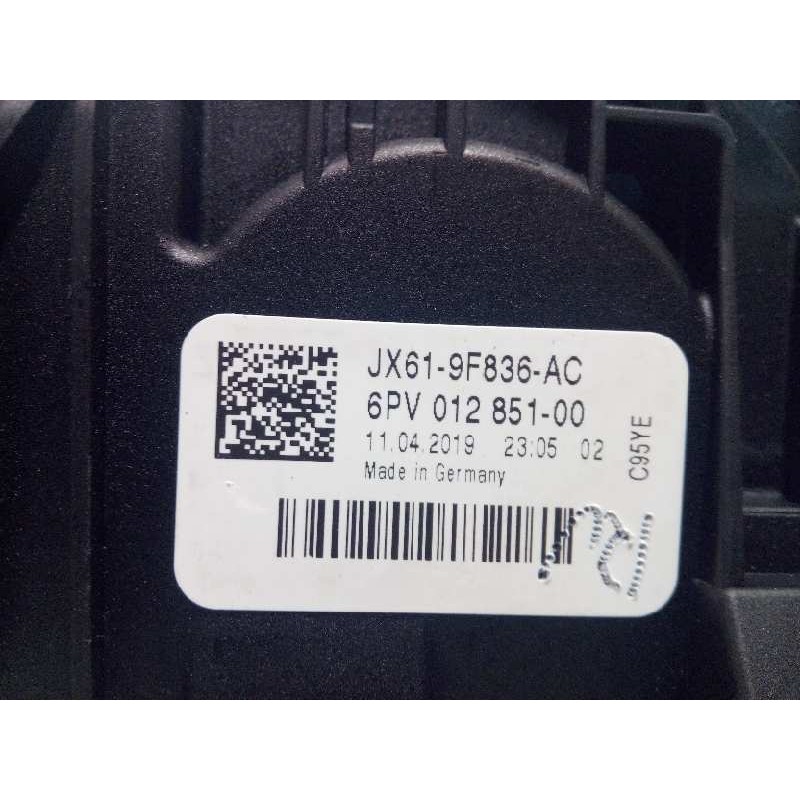 JX61-9F836-AC
6PV 012 851-00
11.04.2019 23:05 02
Made in Germany
C95YE